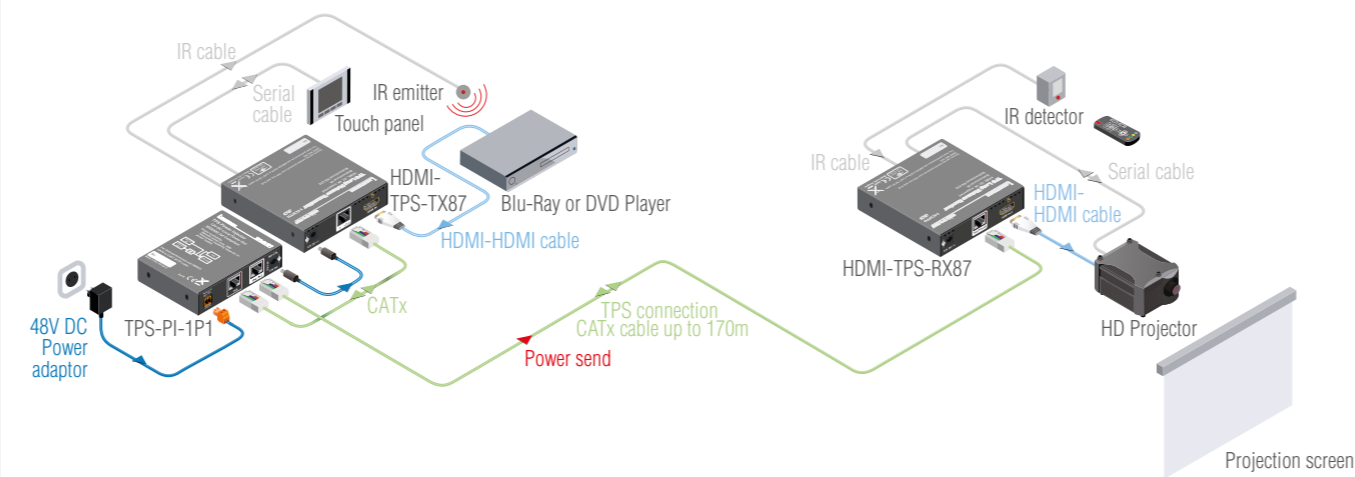 IR cable
Serial
cable
IR emitter
Touch panel
HDMI-
TPS-TX87
Blu-Ray or DVD Player
HDMI-HDMI cable
48V DC
Power
adaptor
TPS-PI-1P1
CATx
Power send
TPS connection
CATx cable up to 170m
IR detector
IR cable
Serial cable
HDMI-
HDMI cable
HDMI-TPS-RX87
HD Projector
Projection screen